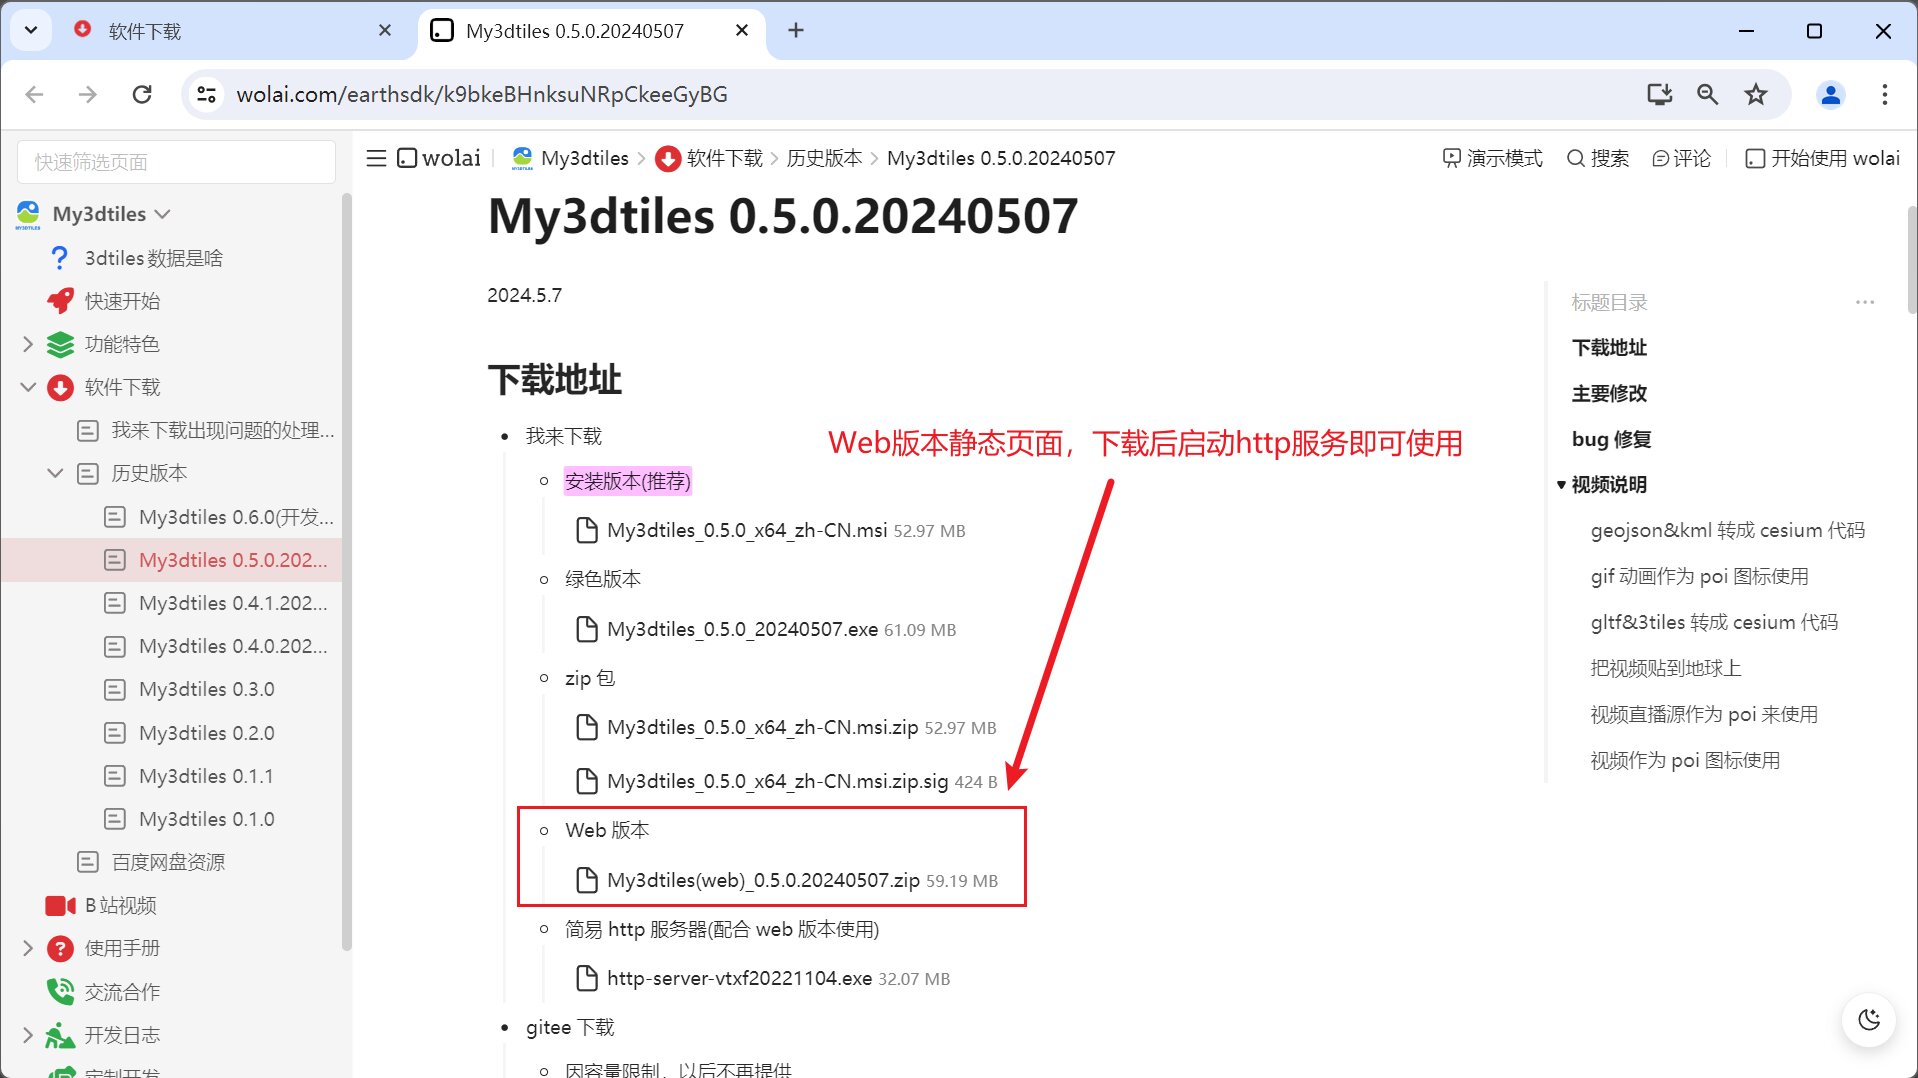 软件下载
My3dtiles 0.5.0.20240507
wolai.com/earthsdk/k9bkeBHnksuNRpCkeeGyBG
快速筛选页面
My3dtiles
3dtiles 数据是啥
快速开始
功能特色
软件下载
我来下载出现问题的处理...
历史版本
My3dtiles 0.6.0(开发...
My3dtiles 0.5.0.202...
My3dtiles 0.4.1.202...
My3dtiles 0.4.0.202...
My3dtiles 0.3.0
My3dtiles 0.2.0
My3dtiles 0.1.1
My3dtiles 0.1.0
百度网盘资源
B 站视频
使用手册
交流合作
开发日志
定制开发
wolai
My3dtiles > 软件下载 > 历史版本 > My3dtiles 0.5.0.20240507
演示模式 搜索 评论 开始使用 wolai
My3dtiles 0.5.0.20240507
2024.5.7
下载地址
我来下载
Web版本静态页面，下载后启动http服务即可使用
安装版本(推荐)
My3dtiles_0.5.0_x64_zh-CN.msi 52.97 MB
绿色版本
My3dtiles_0.5.0_20240507.exe 61.09 MB
zip 包
My3dtiles_0.5.0_x64_zh-CN.msi.zip 52.97 MB
My3dtiles_0.5.0_x64_zh-CN.msi.zip.sig 424 B
Web 版本
My3dtiles(web)_0.5.0.20240507.zip 59.19 MB
简易 http 服务器(配合 web 版本使用)
http-server-vtxf20221104.exe 32.07 MB
gitee 下载
因容量限制，以后不再提供
标题目录
下载地址
主要修改
bug 修复
视频说明
geojson&kml 转成 cesium 代码
gif 动画作为 poi 图标使用
gltf&3tiles 转成 cesium 代码
把视频贴到地球上
视频直播源作为 poi 来使用
视频作为 poi 图标使用